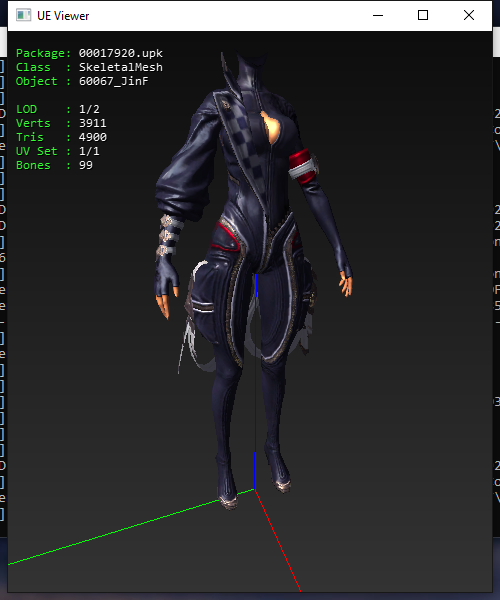 UE Viewer
Package: 00017920.upk
Class : SkeletalMesh
Object : 60067_JinF
LOD : 1/2
Verts : 3911
Tris : 4900
UV Set : 1/1
Bones : 99